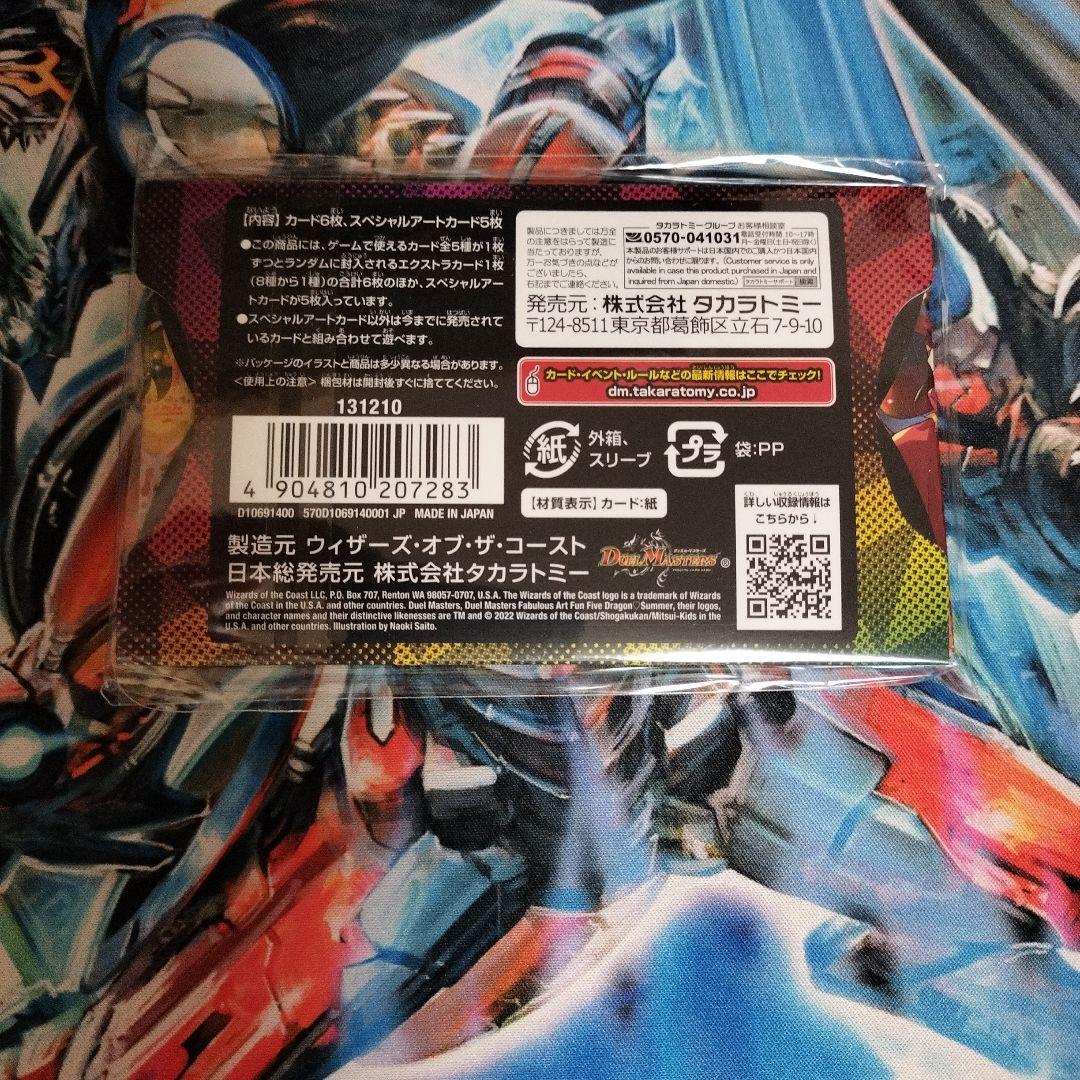 【内容】カード6枚、スペシャルアートカード5枚
●この商品には、ゲームで使えるカード全5種が1枚
ずつとランダムに封入されるエクストラカード1枚
(8種から1種)の合計6枚のほか、スペシャルアー
トカードが5枚入っています。
●スペシャルアートカード以外は今までに発売されて
いるカードと組み合わせて遊べます。
※パッケージのイラストと商品は多少異なる場合があります。
<使用上の注意> 梱包材は開封後すぐに捨ててください。
131210
4 904810 207283
D10691400 570D1069140001 JP MADE IN JAPAN
製品につきましては万全
の注意をはらって製造に
当たっておりますが、
万一お気づきの点などが
ございましたら、
右記までご連絡ください。
タカラトミーグループ お客様相談室
0570-041031
電話受付時間 10〜17時
月〜金曜日(土・日・祝日除く)
本製品のお客様サポートは日本国内でのご購入かつ日本国内
からのお問い合わせに限ります。(Customer service is only
available in case this product purchased in Japan and
inquired from Japan domestic.)
タカラトミーサポート 検索
発売元:株式会社 タカラトミー
〒124-8511 東京都葛飾区立石7-9-10
カード・イベント・ルールなどの最新情報はここでチェック!
dm.takaratomy.co.jp
紙
外箱、
スリーブ
プラ
袋:PP
【材質表示】カード:紙
詳しい収録情報は
こちらから↓
製造元 ウィザーズ・オブ・ザ・コースト
日本総発売元 株式会社タカラトミー
DUEL MASTERS
Wizards of the Coast LLC, P.O. Box 707, Renton WA 98057-0707, U.S.A. The Wizards of the Coast logo is a trademark of Wizards
of the Coast in the U.S.A. and other countries. Duel Masters, Duel Masters Fabulous Art Fun Five Dragon♡Summer, their logos,
and character names and their distinctive likenesses are TM and © 2022 Wizards of the Coast/Shogakukan/Mitsui-Kids in the
U.S.A. and other countries. Illustration by Naoki Saito.